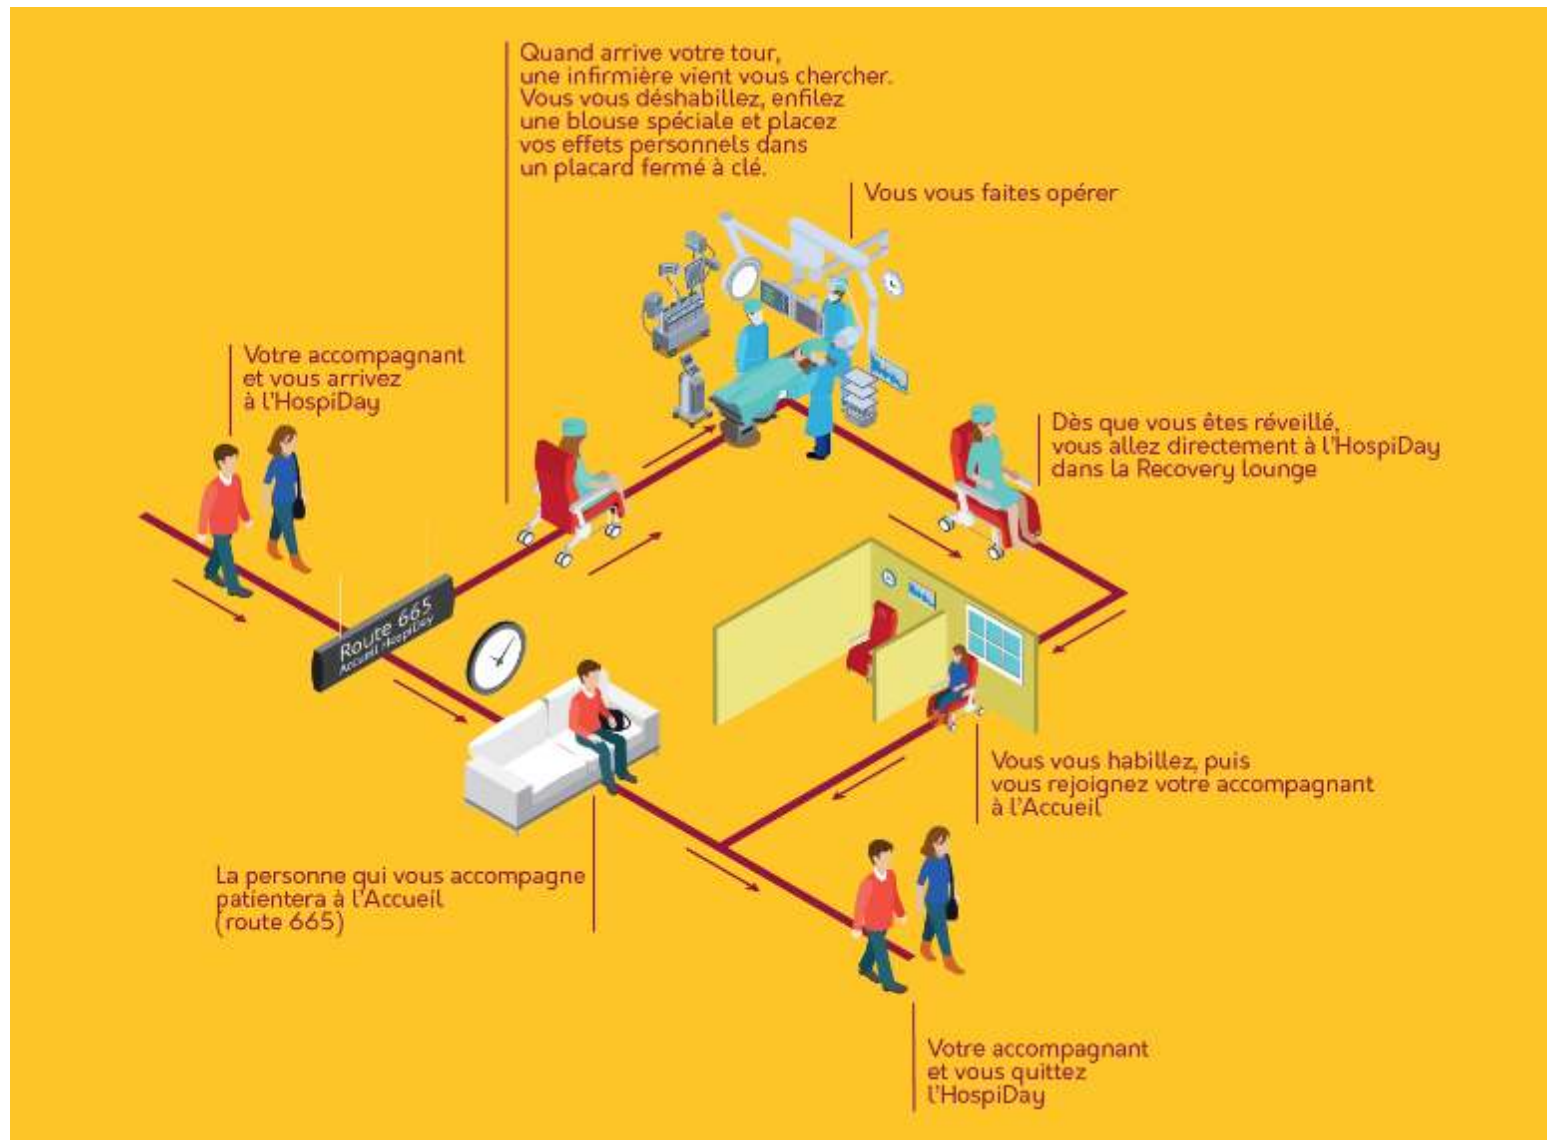 Quand arrive votre tour,
une infirmière vient vous chercher.
Vous vous déshabillez, enfilez
une blouse spéciale et placez
vos effets personnels dans
un placard fermé à clé.
Vous vous faites opérer
Votre accompagnant
et vous arrivez
à l'HospiDay
Dès que vous êtes réveillé,
vous allez directement à l'HospiDay
dans la Recovery lounge
Route 665
Accueil HospiDay
Vous vous habillez, puis
vous rejoignez votre accompagnant
à l'Accueil
La personne qui vous accompagne
patientera à l'Accueil
(route 665)
Votre accompagnant
et vous quittez
l'HospiDay